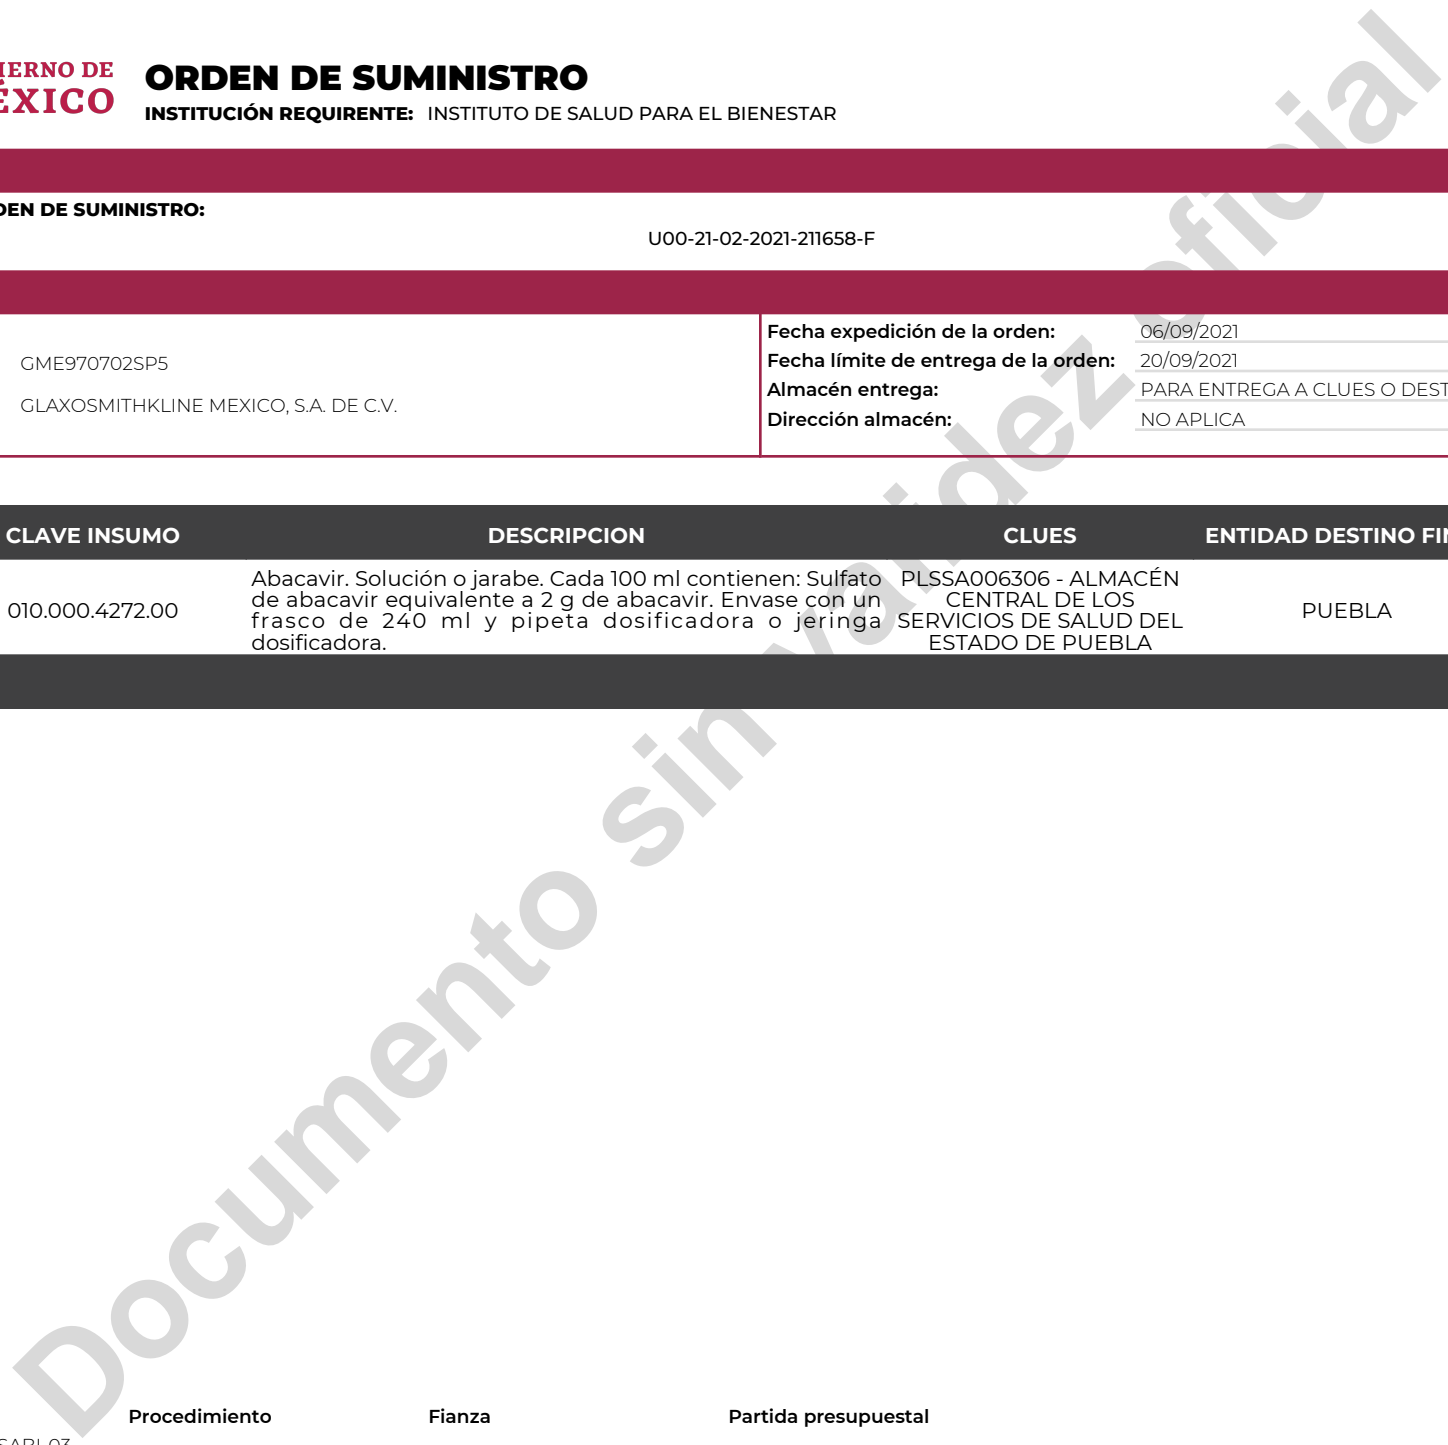 IERNO DE
ÉXICO
ORDEN DE SUMINISTRO
INSTITUCIÓN REQUIRENTE: INSTITUTO DE SALUD PARA EL BIENESTAR
DEN DE SUMINISTRO:
U00-21-02-2021-211658-F
GME970702SP5
GLAXOSMITHKLINE MEXICO, S.A. DE C.V.
Fecha expedición de la orden: 06/09/2021
Fecha límite de entrega de la orden: 20/09/2021
Almacén entrega: PARA ENTREGA A CLUES O DEST
Dirección almacén: NO APLICA
CLAVE INSUMO DESCRIPCION CLUES ENTIDAD DESTINO FIN
010.000.4272.00
Abacavir. Solución o jarabe. Cada 100 ml contienen: Sulfato
de abacavir equivalente a 2 g de abacavir. Envase con un
frasco de 240 ml y pipeta dosificadora o jeringa
dosificadora.
PLSSA006306 - ALMACÉN
CENTRAL DE LOS
SERVICIOS DE SALUD DEL
ESTADO DE PUEBLA
PUEBLA
Documento sin validez oficial
Procedimiento Fianza Partida presupuestal